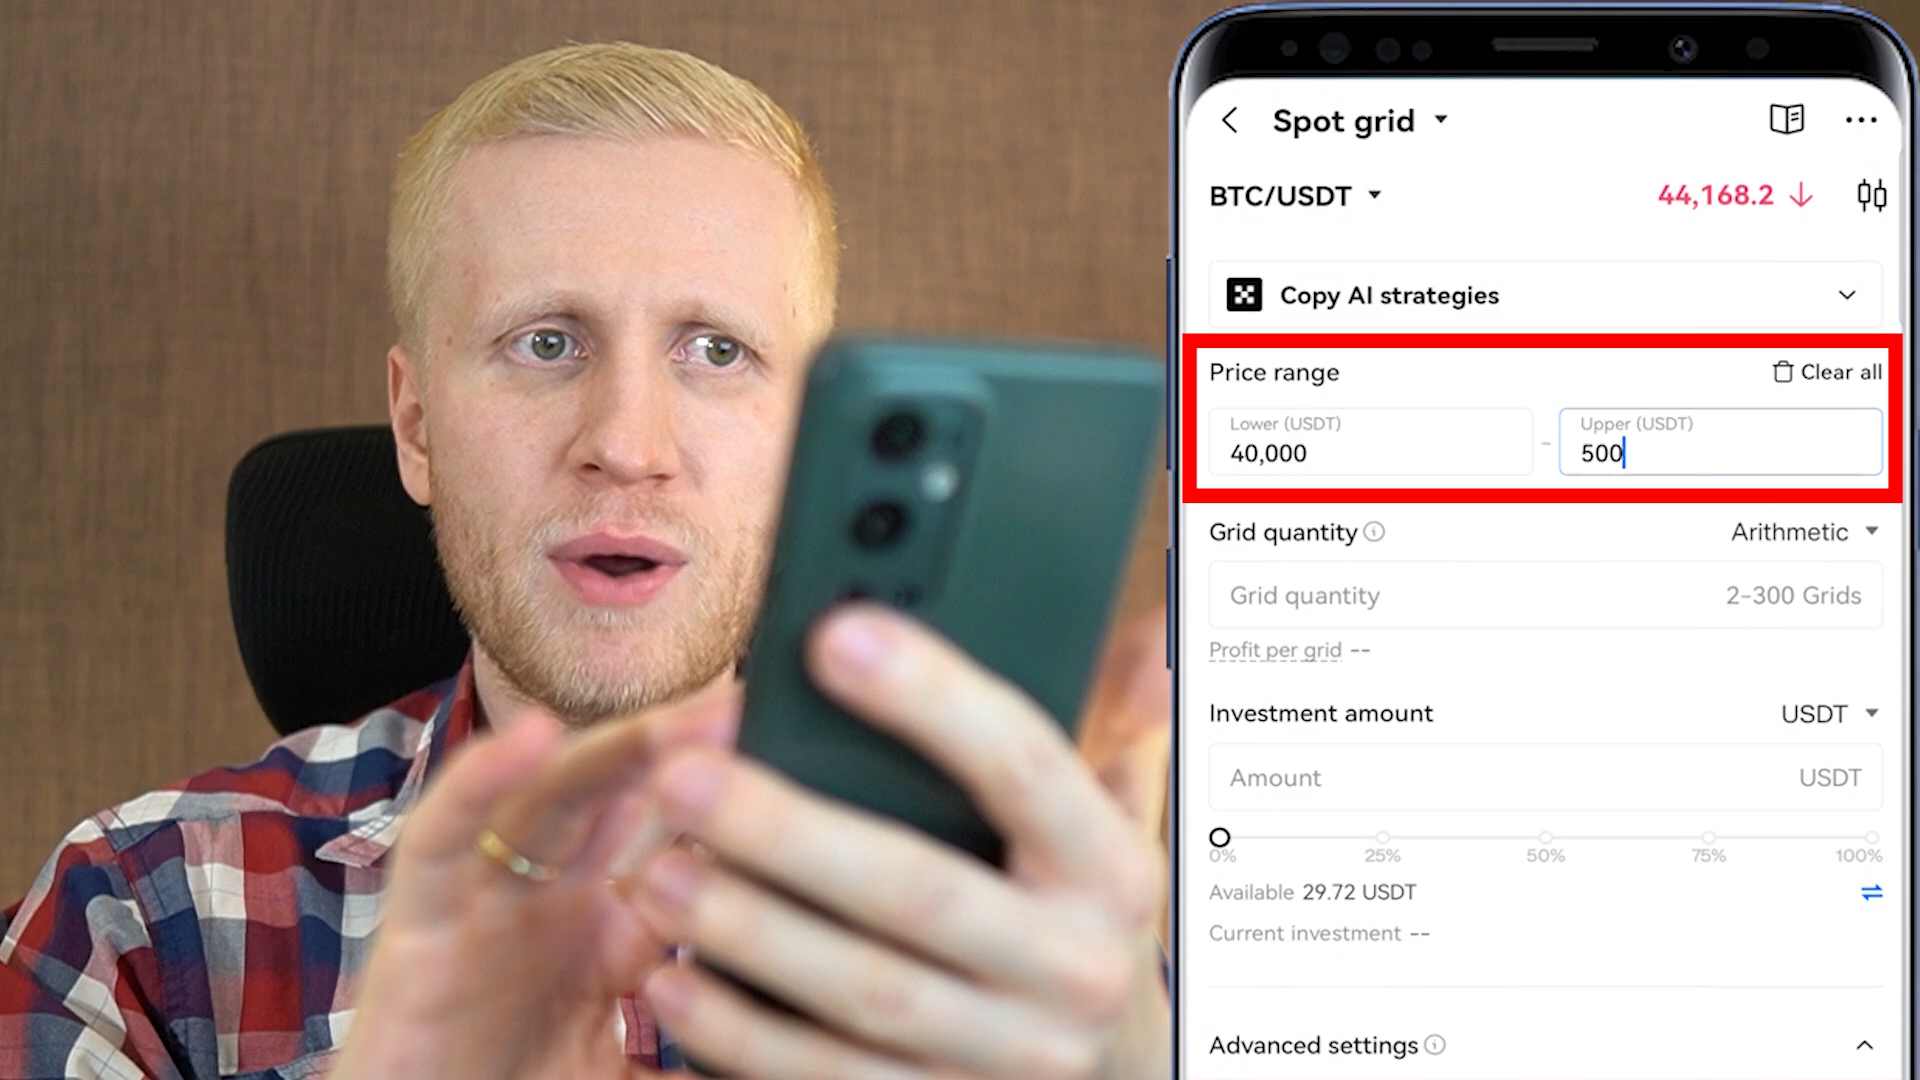 Spot grid
BTC/USDT 44,168.2
Copy AI strategies
Price range Clear all
Lower (USDT) Upper (USDT)
40,000 - 500
Grid quantity Arithmetic
Grid quantity 2-300 Grids
Profit per grid --
Investment amount USDT
Amount USDT
0% 25% 50% 75% 100%
Available 29.72 USDT
Current investment --
Advanced settings